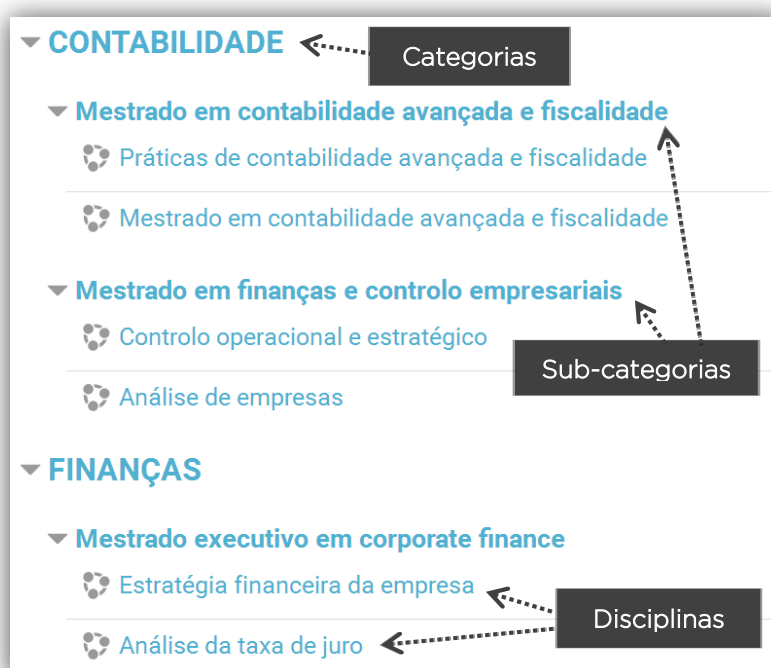 CONTABILIDADE
Categorias
Mestrado em contabilidade avançada e fiscalidade
Práticas de contabilidade avançada e fiscalidade
Mestrado em contabilidade avançada e fiscalidade
Mestrado em finanças e controlo empresariais
Controlo operacional e estratégico
Sub-categorias
Análise de empresas
FINANÇAS
Mestrado executivo em corporate finance
Estratégia financeira da empresa
Disciplinas
Análise da taxa de juro